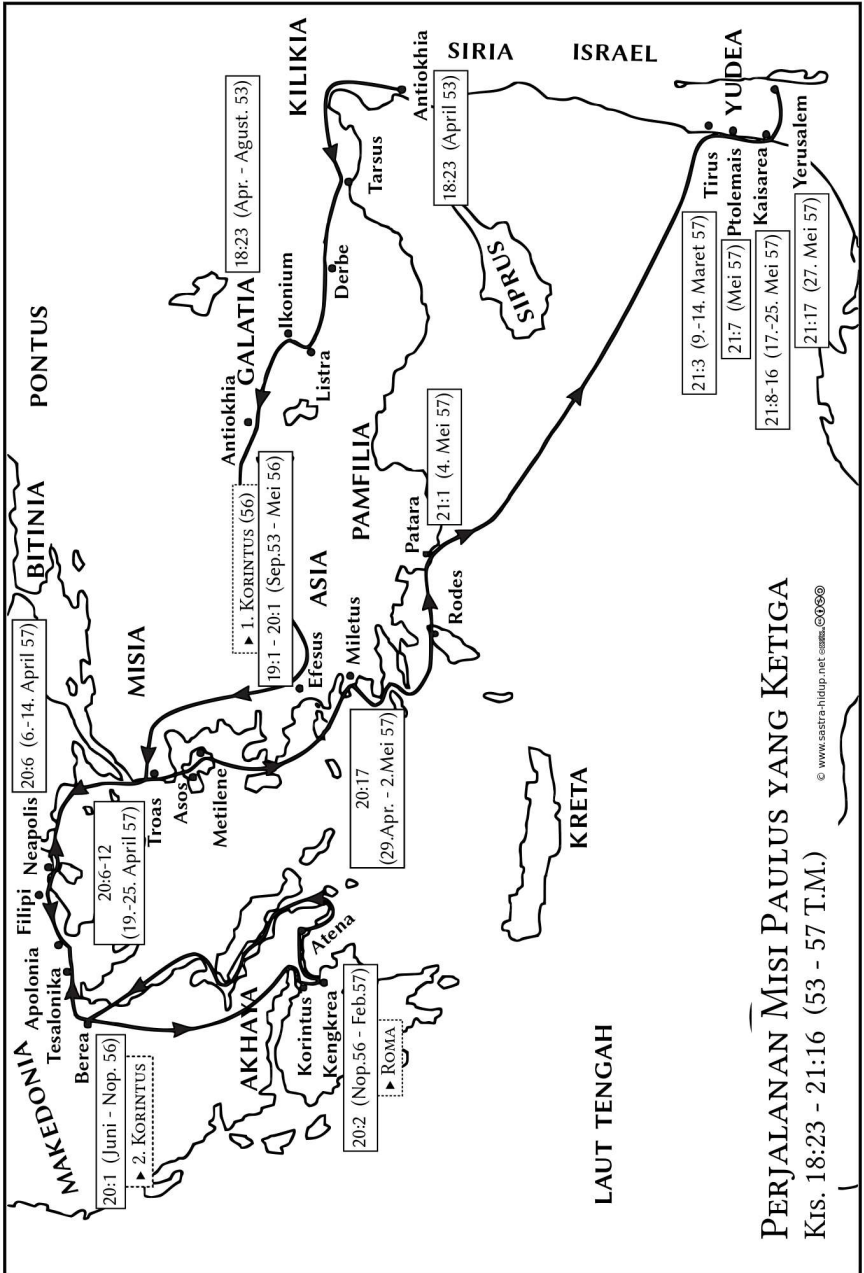 PERJALANAN MISI PAULUS YANG KETIGA
KIS. 18:23 - 21:16 (53 - 57 T.M.)
© www.sastra-hidup.net
MAKEDONIA
Filipi
Neapolis
20:6 (6.-14. April 57)
BITINIA
PONTUS
Apolonia
Tesalonika
Berea
20:1 (Juni - Nop. 56)
▸ 2. KORINTUS
20:6-12
(19.-25. April 57)
MISIA
Troas
Asos
Metilene
AKHAYA
Atena
Korintus
Kengkrea
20:2 (Nop.56 - Feb.57)
▸ ROMA
▸ 1. KORINTUS (56)
19:1 - 20:1 (Sep.53 - Mei 56)
ASIA
Efesus
Miletus
20:17
(29.Apr. - 2.Mei 57)
Antiokhia
GALATIA
Ikonium
Listra
Derbe
18:23 (Apr. - Agust. 53)
KILIKIA
Tarsus
Antiokhia
18:23 (April 53)
SIRIA
PAMFILIA
Patara
21:1 (4. Mei 57)
Rodes
SIPRUS
KRETA
LAUT TENGAH
ISRAEL
YUDEA
Tirus
21:3 (9.-14. Maret 57)
Ptolemais
21:7 (Mei 57)
Kaisarea
21:8-16 (17.-25. Mei 57)
Yerusalem
21:17 (27. Mei 57)